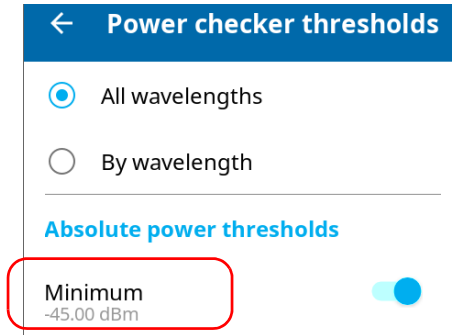 Power checker thresholds
All wavelengths
By wavelength
Absolute power thresholds
Minimum
-45.00 dBm